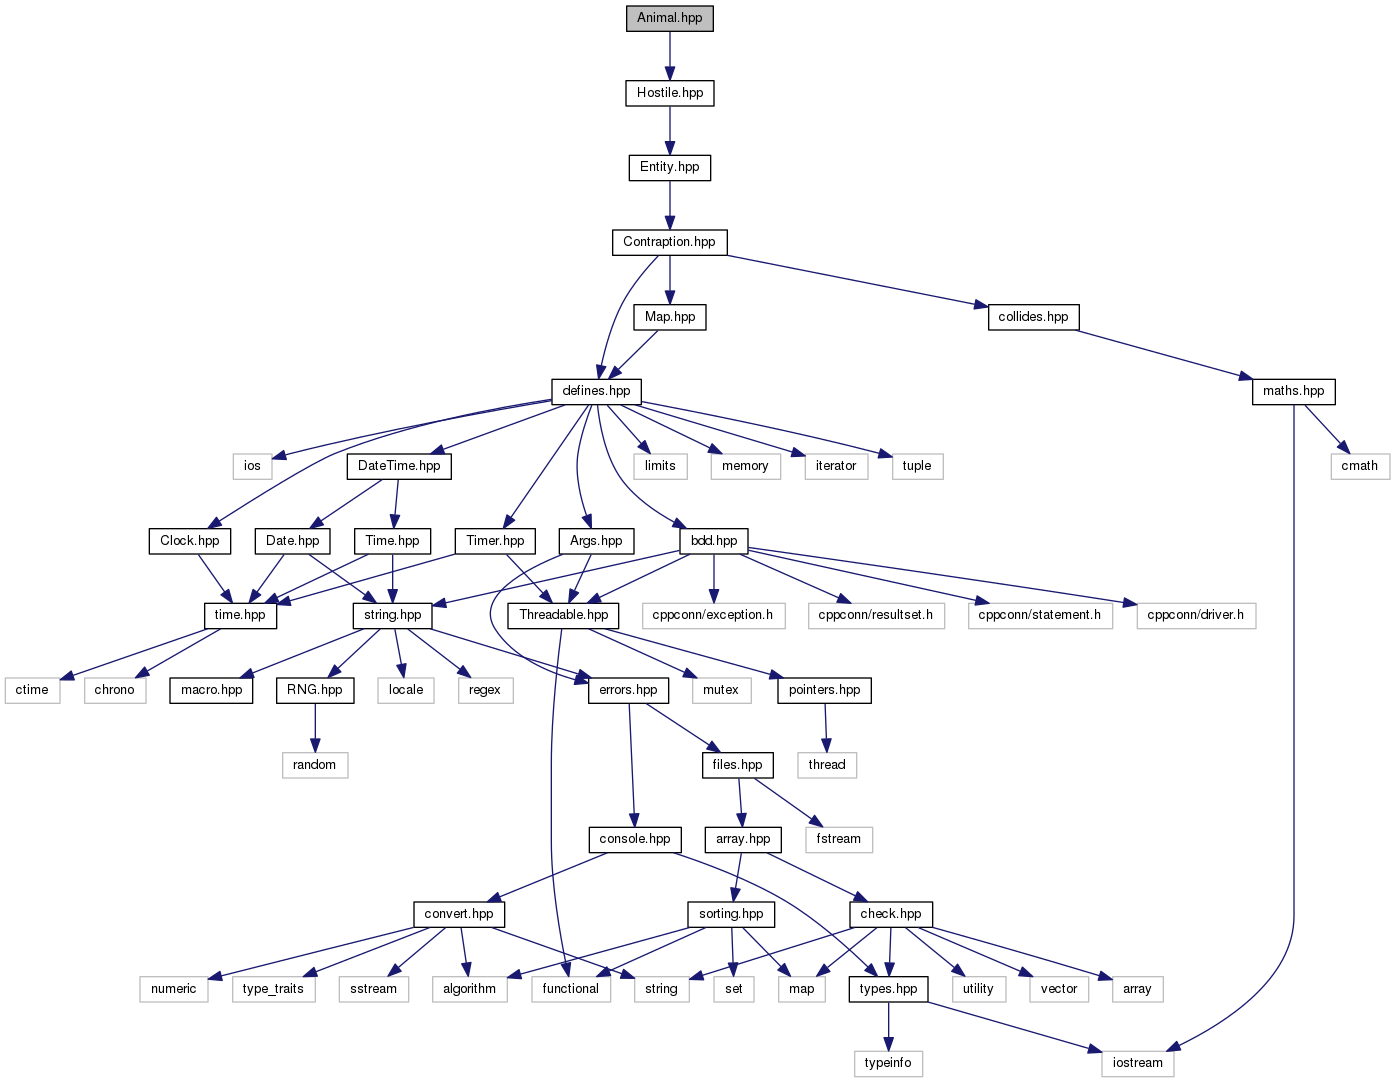 Animal.hpp
Hostile.hpp
Entity.hpp
Contraption.hpp
Map.hpp
collides.hpp
defines.hpp
maths.hpp
ios
DateTime.hpp
limits
memory
iterator
tuple
cmath
Clock.hpp
Date.hpp
Time.hpp
Timer.hpp
Args.hpp
bdd.hpp
time.hpp
string.hpp
Threadable.hpp
cppconn/exception.h
cppconn/resultset.h
cppconn/statement.h
cppconn/driver.h
ctime
chrono
macro.hpp
RNG.hpp
locale
regex
errors.hpp
mutex
pointers.hpp
random
files.hpp
thread
console.hpp
array.hpp
fstream
convert.hpp
sorting.hpp
check.hpp
numeric
type_traits
sstream
algorithm
functional
string
set
map
types.hpp
utility
vector
array
typeinfo
iostream